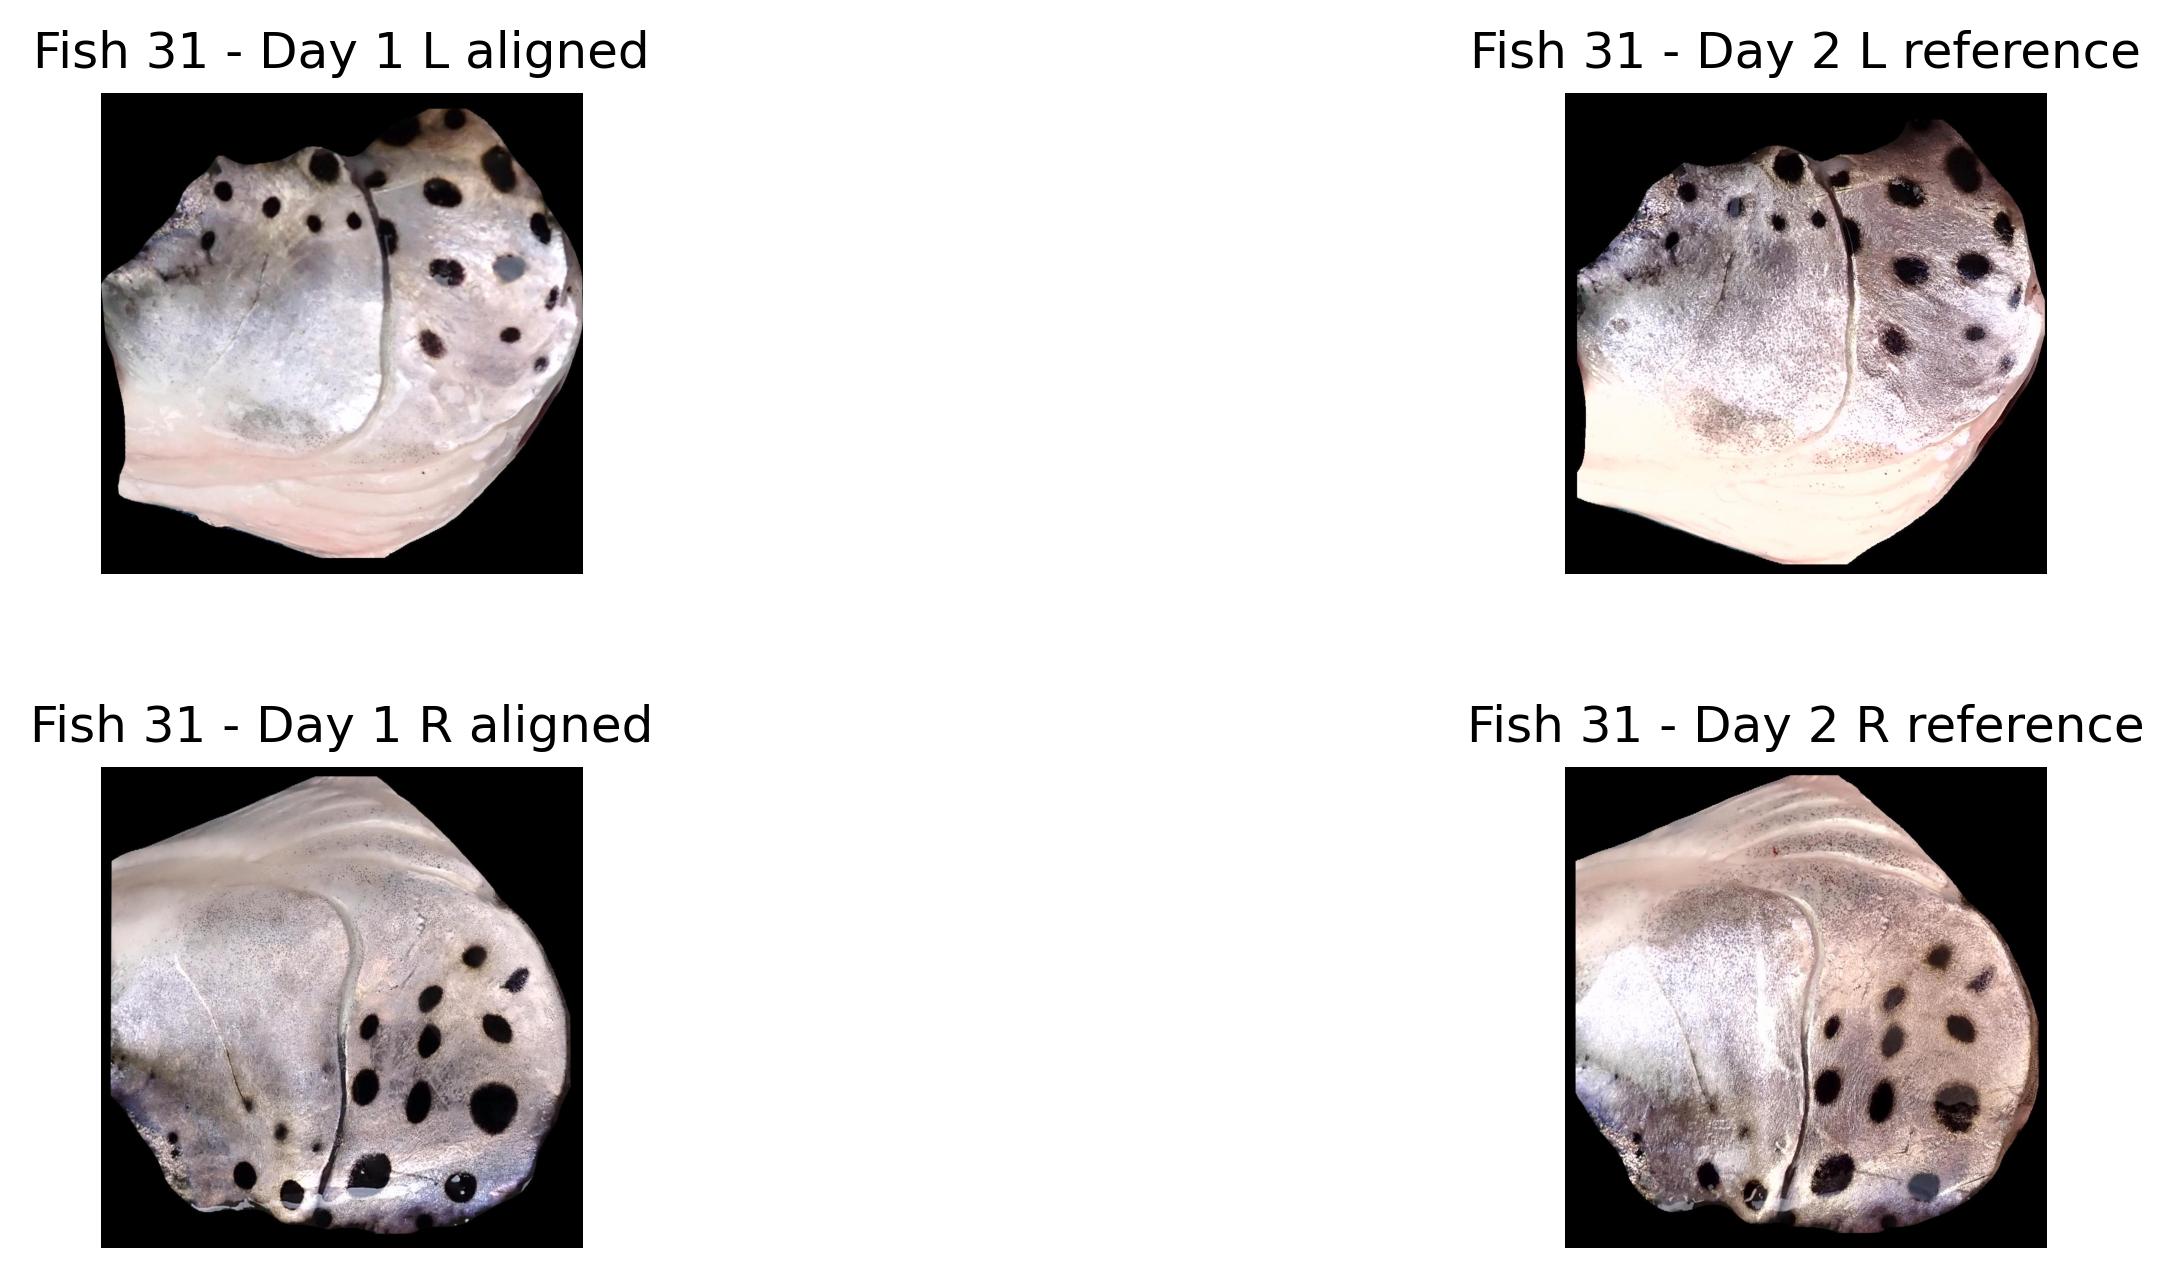 Fish 31 - Day 1 L aligned
Fish 31 - Day 2 L reference
Fish 31 - Day 1 R aligned
Fish 31 - Day 2 R reference